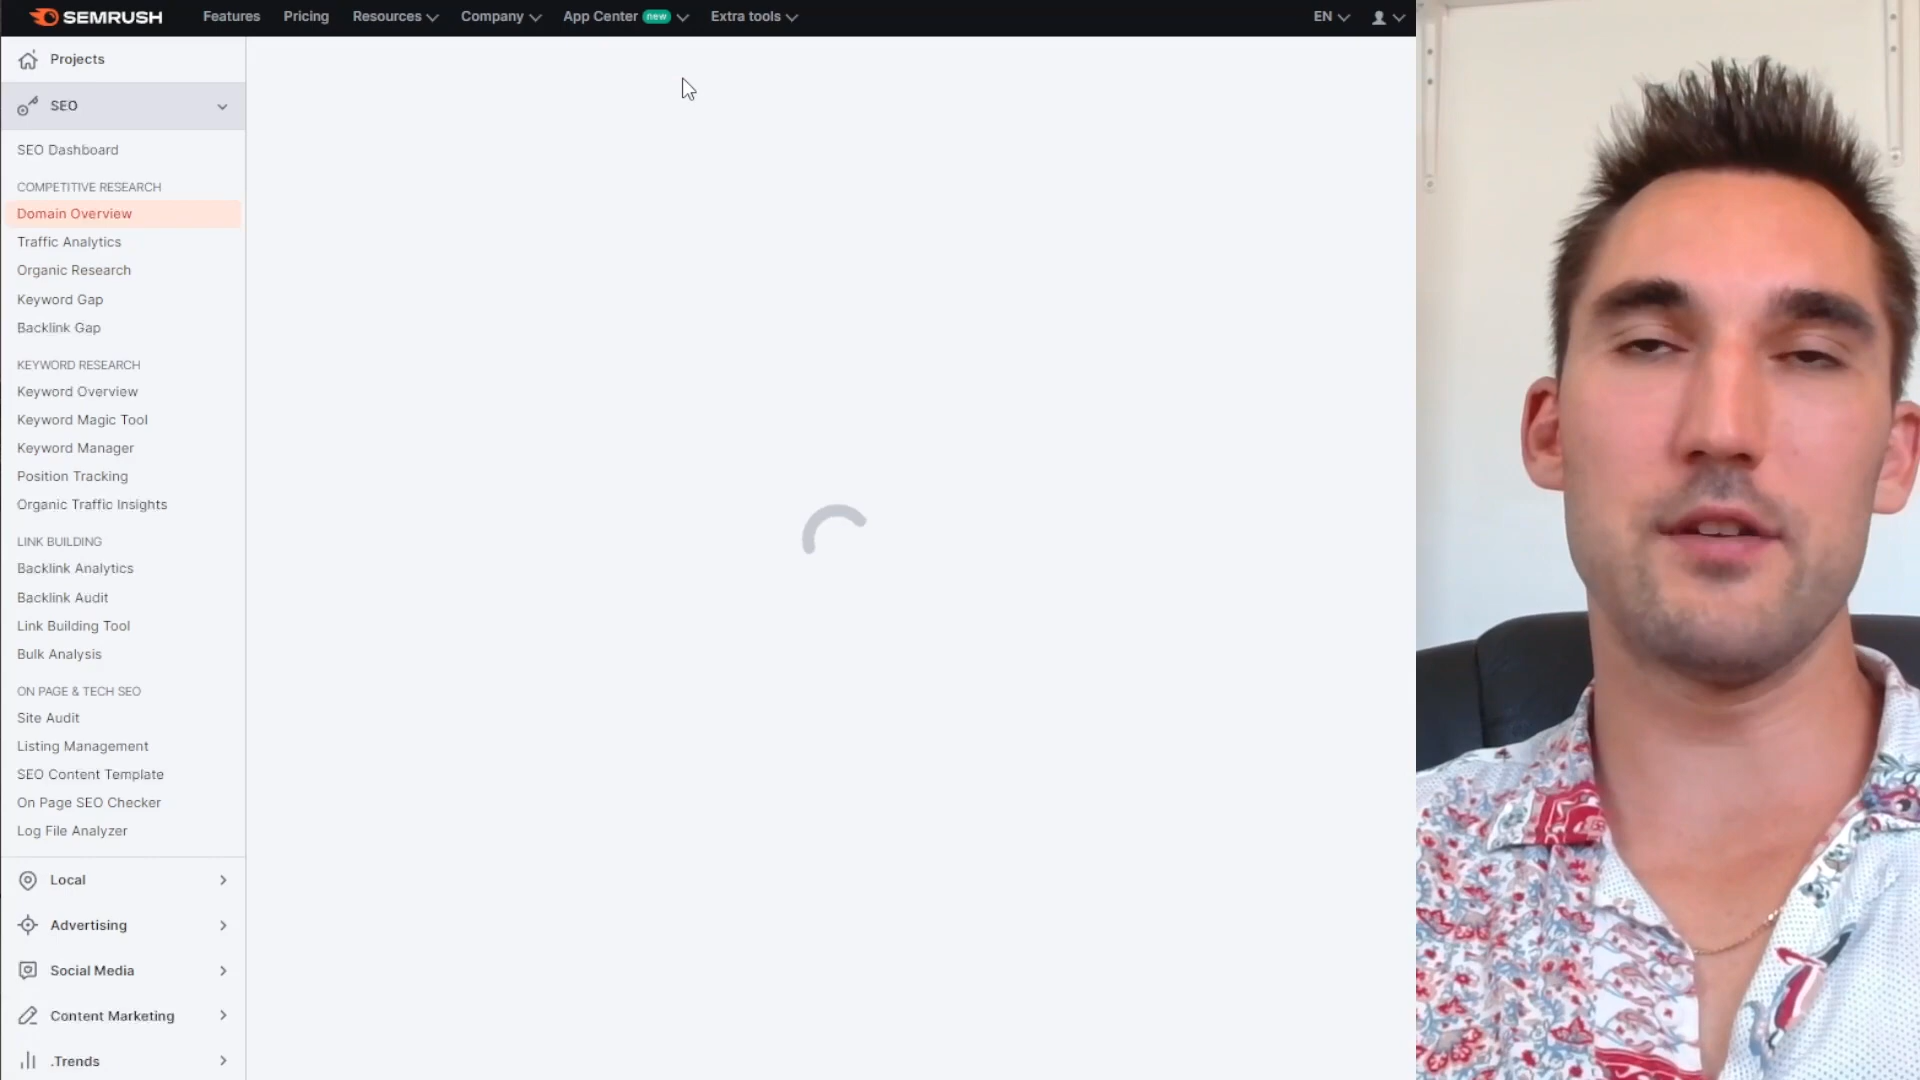 SEMRUSH
Features
Pricing
Resources
Company
App Center new
Extra tools
EN
Projects
SEO
SEO Dashboard
COMPETITIVE RESEARCH
Domain Overview
Traffic Analytics
Organic Research
Keyword Gap
Backlink Gap
KEYWORD RESEARCH
Keyword Overview
Keyword Magic Tool
Keyword Manager
Position Tracking
Organic Traffic Insights
LINK BUILDING
Backlink Analytics
Backlink Audit
Link Building Tool
Bulk Analysis
ON PAGE & TECH SEO
Site Audit
Listing Management
SEO Content Template
On Page SEO Checker
Log File Analyzer
Local
Advertising
Social Media
Content Marketing
.Trends